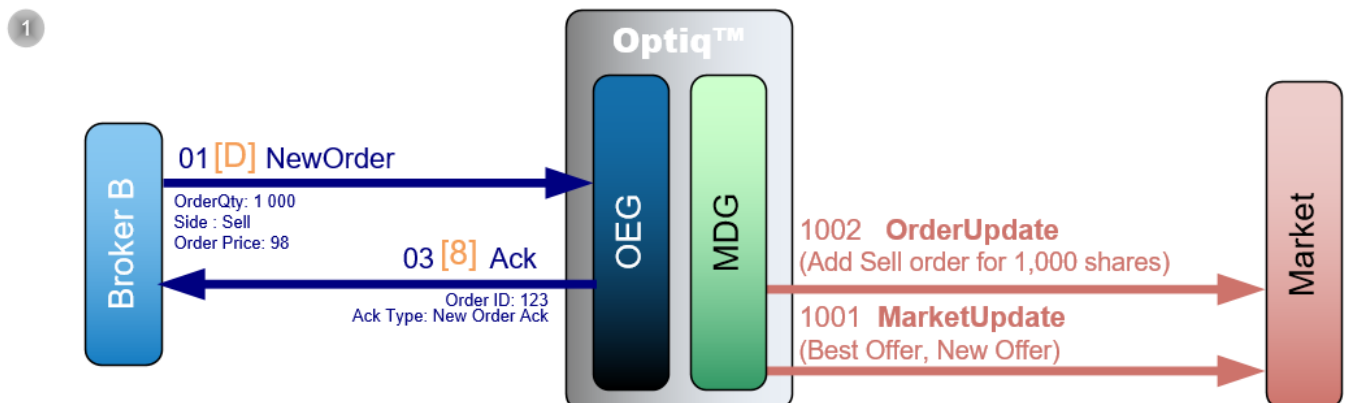 1
Optiq™
Broker B
01 [D] NewOrder
OrderQty: 1 000
Side : Sell
Order Price: 98
03 [8] Ack
Order ID: 123
Ack Type: New Order Ack
OEG
MDG
1002 OrderUpdate
(Add Sell order for 1,000 shares)
1001 MarketUpdate
(Best Offer, New Offer)
Market